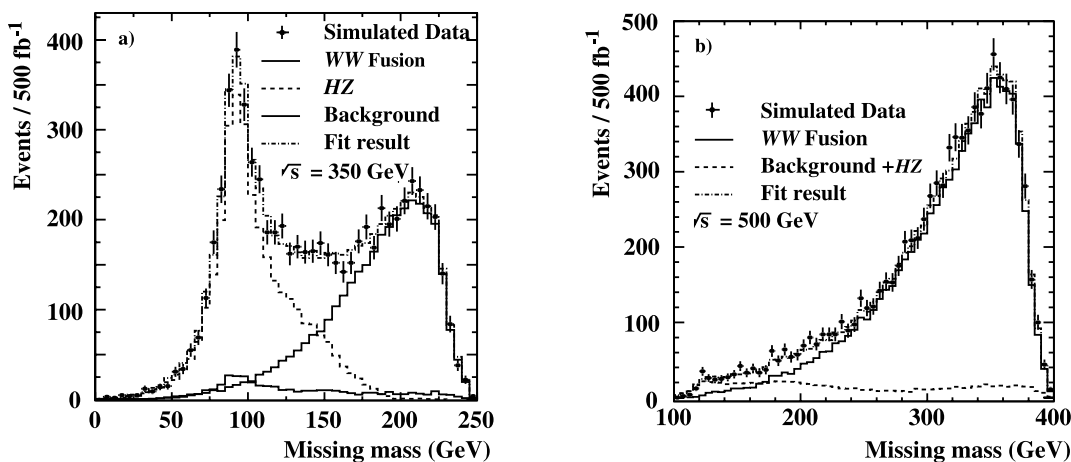 a)
Simulated Data
WW Fusion
HZ
Background
Fit result
√s = 350 GeV
Events / 500 fb⁻¹
400
300
200
100
0
0 50 100 150 200 250
Missing mass (GeV)
b)
Simulated Data
WW Fusion
Background +HZ
Fit result
√s = 500 GeV
Events / 500 fb⁻¹
500
400
300
200
100
0
100 200 300 400
Missing mass (GeV)